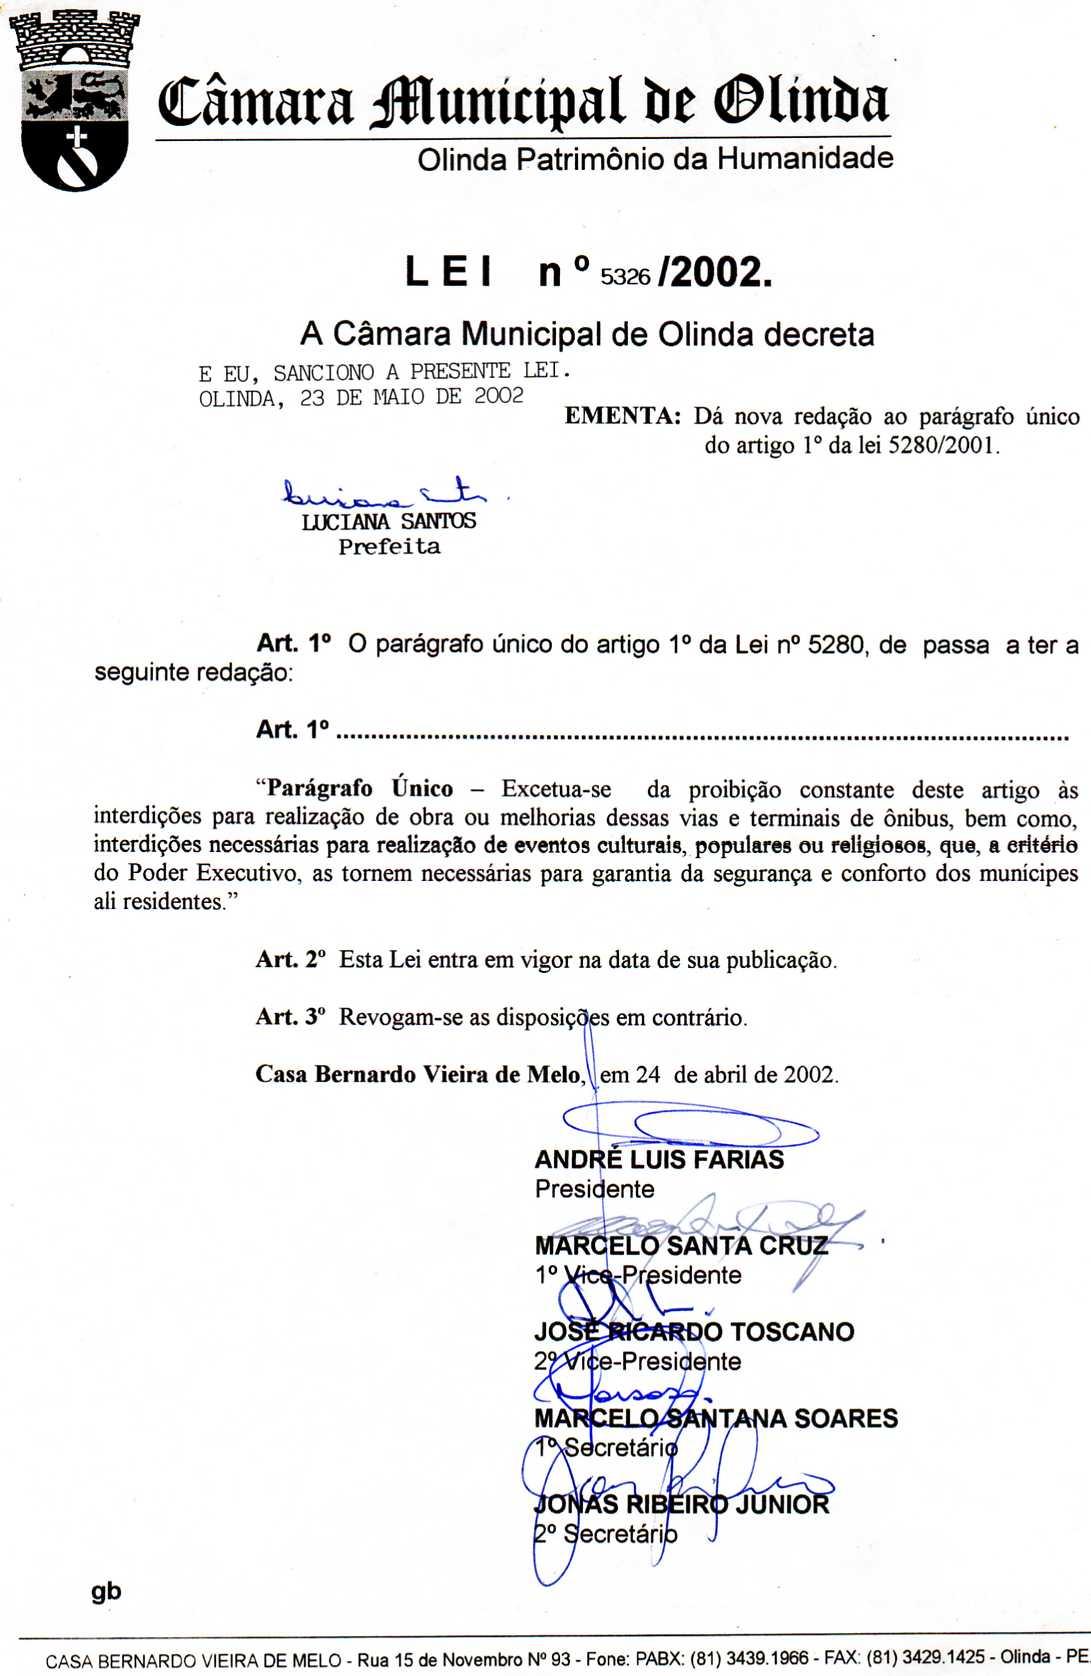 Câmara Municipal de Olinda
Olinda Patrimônio da Humanidade
LEI nº 5326/2002.
A Câmara Municipal de Olinda decreta
E EU, SANCIONO A PRESENTE LEI.
OLINDA, 23 DE MAIO DE 2002
EMENTA: Dá nova redação ao parágrafo único
do artigo 1º da lei 5280/2001.
LUCIANA SANTOS
Prefeita
Art. 1º O parágrafo único do artigo 1º da Lei nº 5280, de passa a ter a
seguinte redação:
Art. 1º ..........................................................................................................
“Parágrafo Único – Excetua-se da proibição constante deste artigo às
interdições para realização de obra ou melhorias dessas vias e terminais de ônibus, bem como,
interdições necessárias para realização de eventos culturais, populares ou religiosos, que, a critério
do Poder Executivo, as tornem necessárias para garantia da segurança e conforto dos munícipes
ali residentes.”
Art. 2º Esta Lei entra em vigor na data de sua publicação.
Art. 3º Revogam-se as disposições em contrário.
Casa Bernardo Vieira de Melo, em 24 de abril de 2002.
ANDRÉ LUIS FARIAS
Presidente
MARCELO SANTA CRUZ
1º Vice-Presidente
JOSÉ RICARDO TOSCANO
2º Vice-Presidente
MARCELO SANTANA SOARES
1º Secretário
JONAS RIBEIRO JUNIOR
2º Secretário
gb
CASA BERNARDO VIEIRA DE MELO - Rua 15 de Novembro Nº 93 - Fone: PABX: (81) 3439.1966 - FAX: (81) 3429.1425 - Olinda - PE